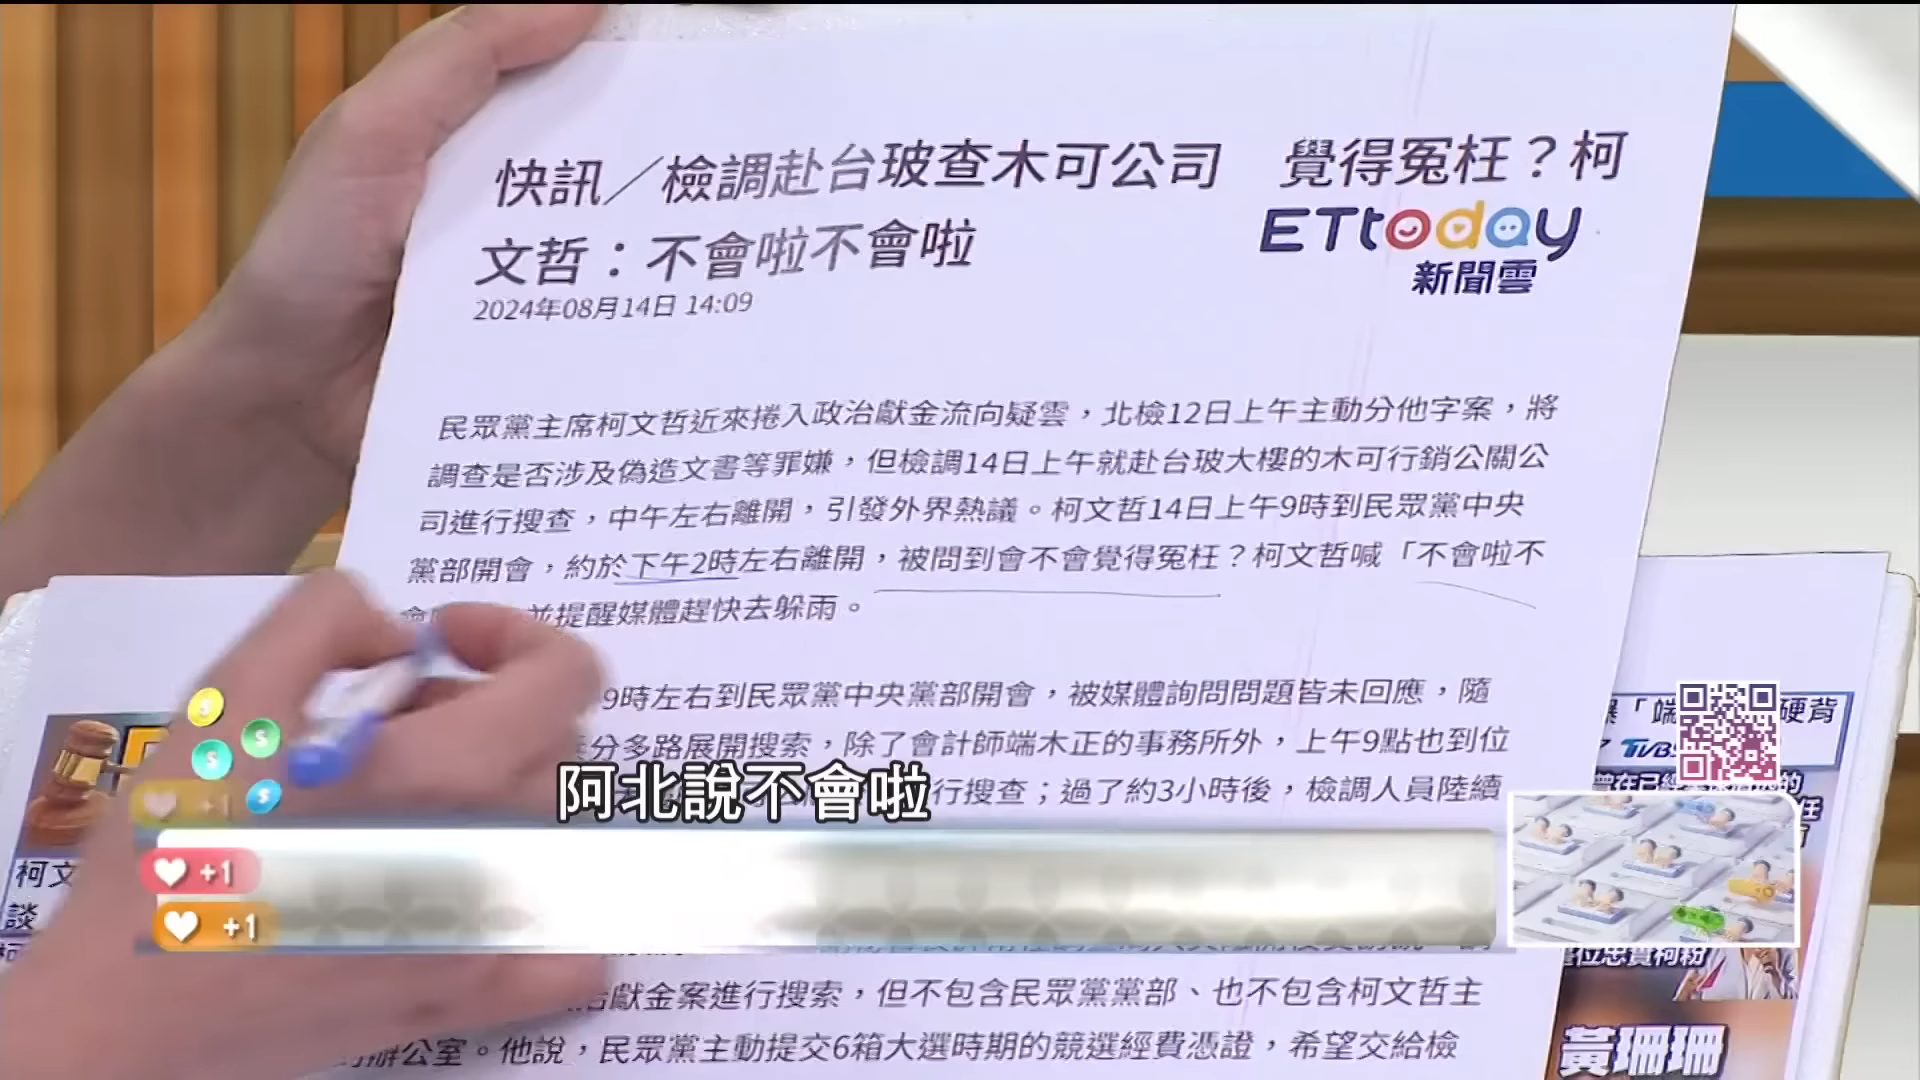 快訊／檢調赴台玻查木可公司　覺得冤枉？柯
文哲：不會啦不會啦
ETtoday
新聞雲
2024年08月14日 14:09
民眾黨主席柯文哲近來捲入政治獻金流向疑雲，北檢12日上午主動分他字案，將
調查是否涉及偽造文書等罪嫌，但檢調14日上午就赴台玻大樓的木可行銷公關公
司進行搜查，中午左右離開，引發外界熱議。柯文哲14日上午9時到民眾黨中央
黨部開會，約於下午2時左右離開，被問到會不會覺得冤枉？柯文哲喊「不會啦不
並提醒媒體趕快去躲雨。
9時左右到民眾黨中央黨部開會，被媒體詢問問題皆未回應，隨
分多路展開搜索，除了會計師端木正的事務所外，上午9點也到位
行搜查；過了約3小時後，檢調人員陸續
阿北說不會啦
獻金案進行搜索，但不包含民眾黨黨部、也不包含柯文哲主
辦公室。他說，民眾黨主動提交6箱大選時期的競選經費憑證，希望交給檢
+1
+1
+1
柯文
談
「端
硬背
TVBS
位忠貞柯粉
黃珊珊